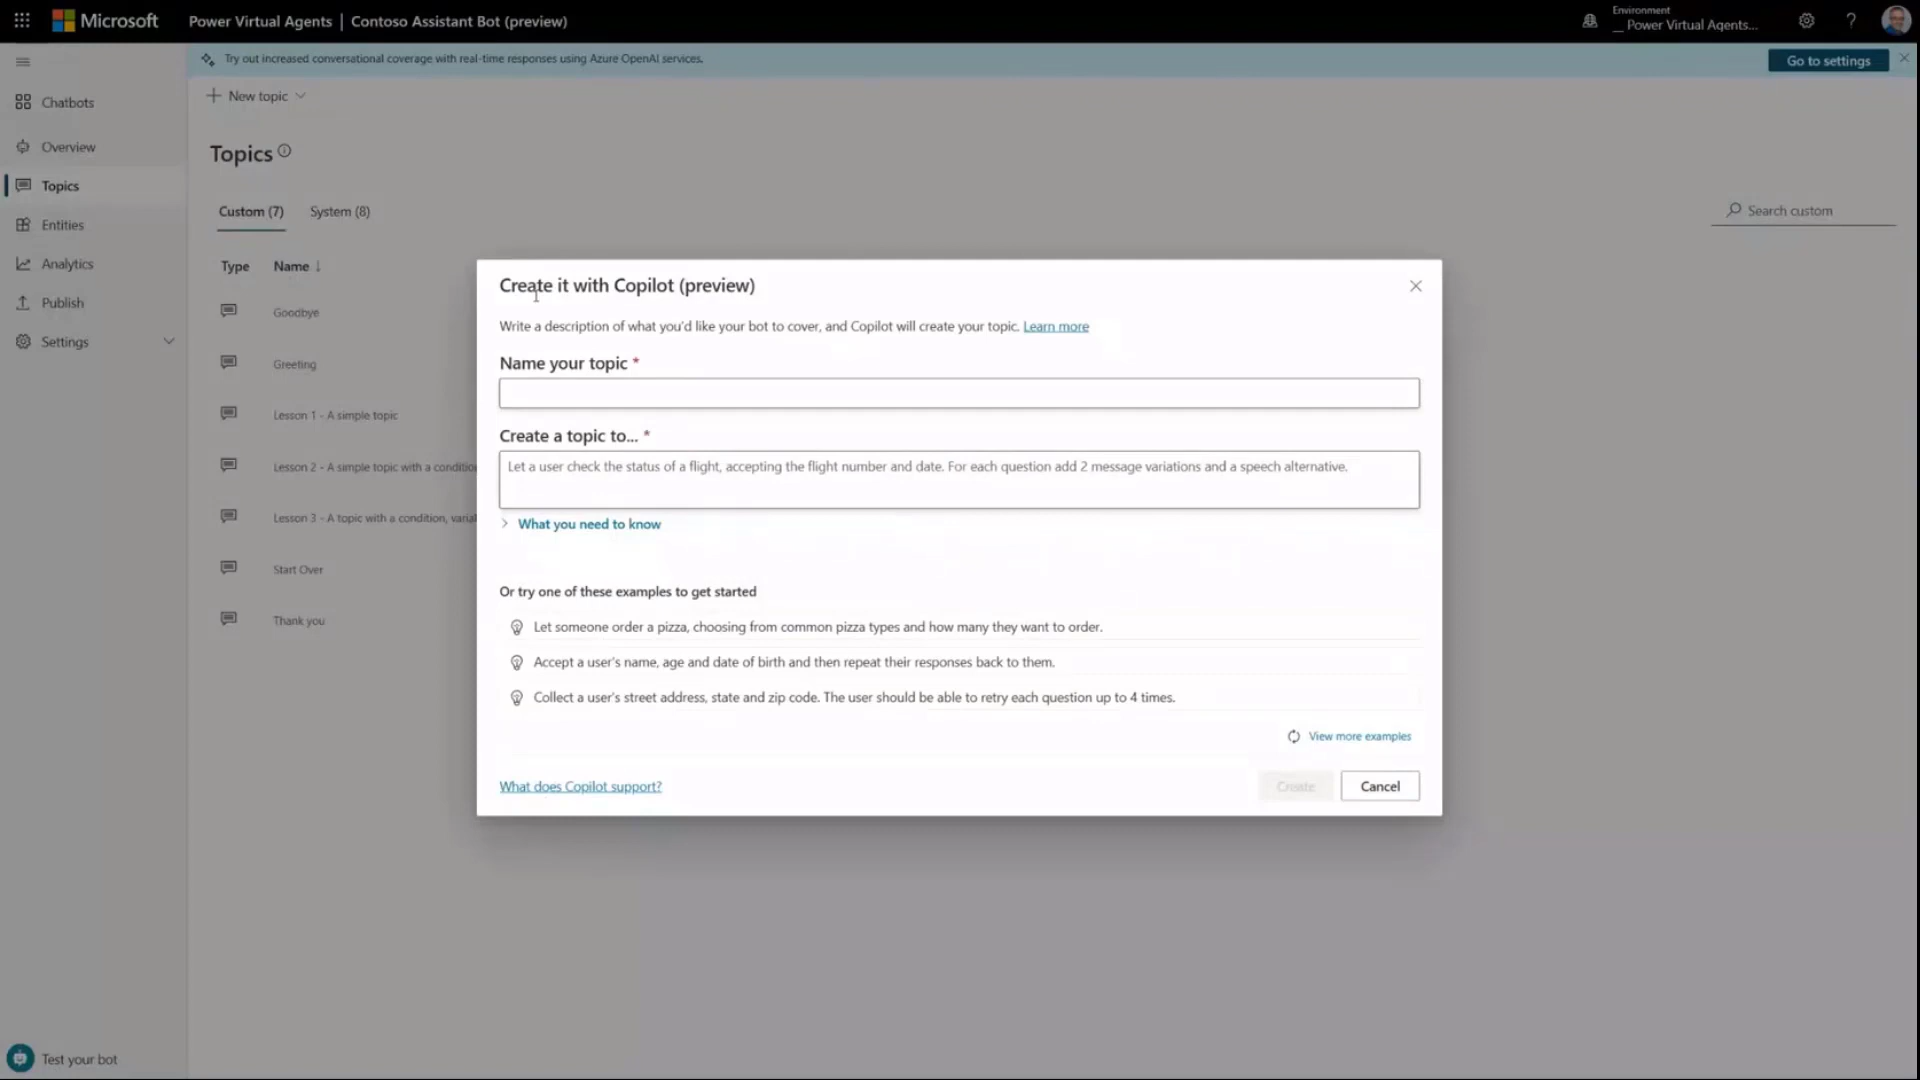 Microsoft Power Virtual Agents | Contoso Assistant Bot (preview)
Environment
__ Power Virtual Agents...
?
Try out increased conversational coverage with real-time responses using Azure OpenAI services.
Go to settings
Chatbots
Overview
Topics
Entities
Analytics
Publish
Settings
Test your bot
New topic
Topics
Custom (7) System (8)
Search custom
Type Name ↓
Goodbye
Greeting
Lesson 1 - A simple topic
Lesson 2 - A simple topic with a condition
Lesson 3 - A topic with a condition,
Start Over
Thank you
Create it with Copilot (preview)
Write a description of what you'd like your bot to cover, and Copilot will create your topic. Learn more
Name your topic *
Create a topic to... *
Let a user check the status of a flight, accepting the flight number and date. For each question add 2 message variations and a speech alternative.
What you need to know
Or try one of these examples to get started
Let someone order a pizza, choosing from common pizza types and how many they want to order.
Accept a user's name, age and date of birth and then repeat their responses back to them.
Collect a user's street address, state and zip code. The user should be able to retry each question up to 4 times.
View more examples
What does Copilot support?
Create
Cancel